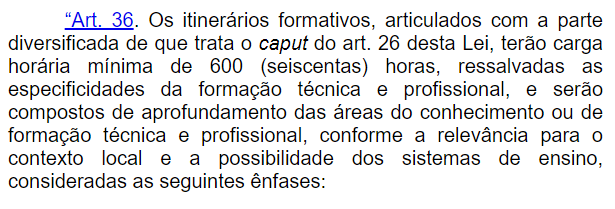 “Art. 36. Os itinerários formativos, articulados com a parte
diversificada de que trata o caput do art. 26 desta Lei, terão carga
horária mínima de 600 (seiscentas) horas, ressalvadas as
especificidades da formação técnica e profissional, e serão
compostos de aprofundamento das áreas do conhecimento ou de
formação técnica e profissional, conforme a relevância para o
contexto local e a possibilidade dos sistemas de ensino,
consideradas as seguintes ênfases: